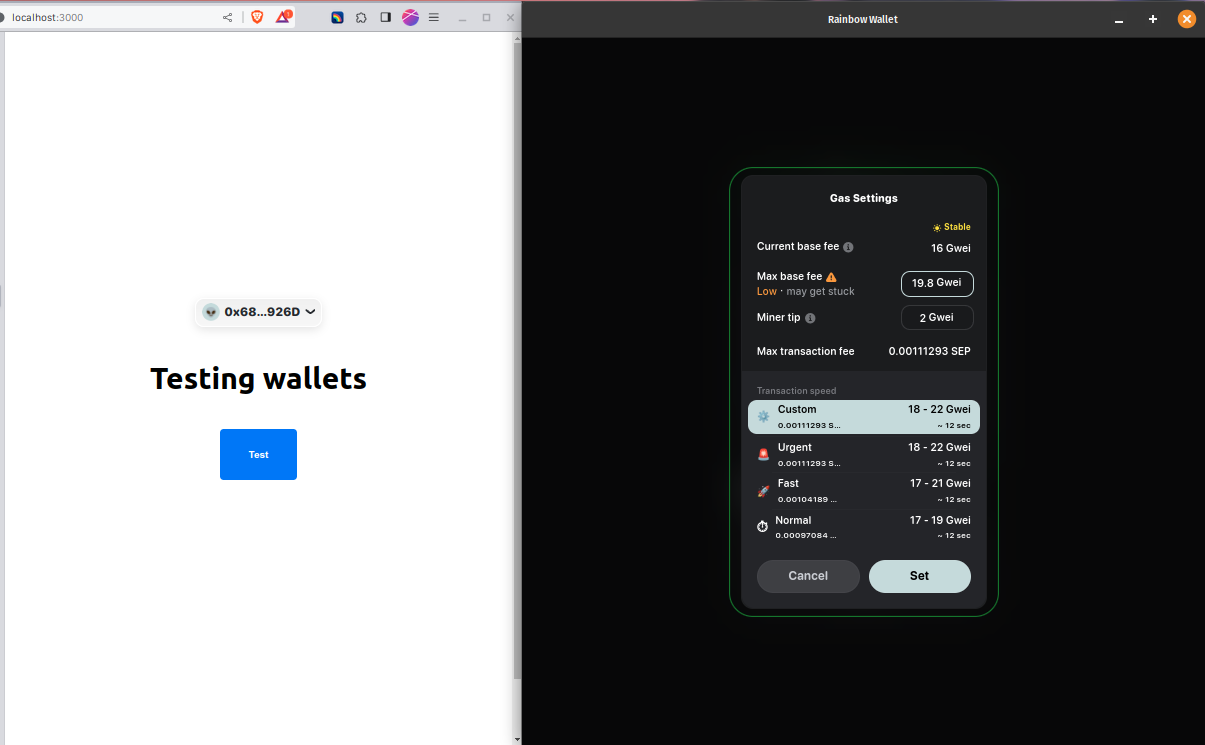 localhost:3000
1
Rainbow Wallet
0x68...926D
Testing wallets
Test
Gas Settings
Stable
Current base fee
16 Gwei
Max base fee
19.8 Gwei
Low · may get stuck
Miner tip
2 Gwei
Max transaction fee
0.00111293 SEP
Transaction speed
Custom
18 - 22 Gwei
0.00111293 S...
~ 12 sec
Urgent
18 - 22 Gwei
0.00111293 S...
~ 12 sec
Fast
17 - 21 Gwei
0.00104189 ...
~ 12 sec
Normal
17 - 19 Gwei
0.00097084 ...
~ 12 sec
Cancel
Set